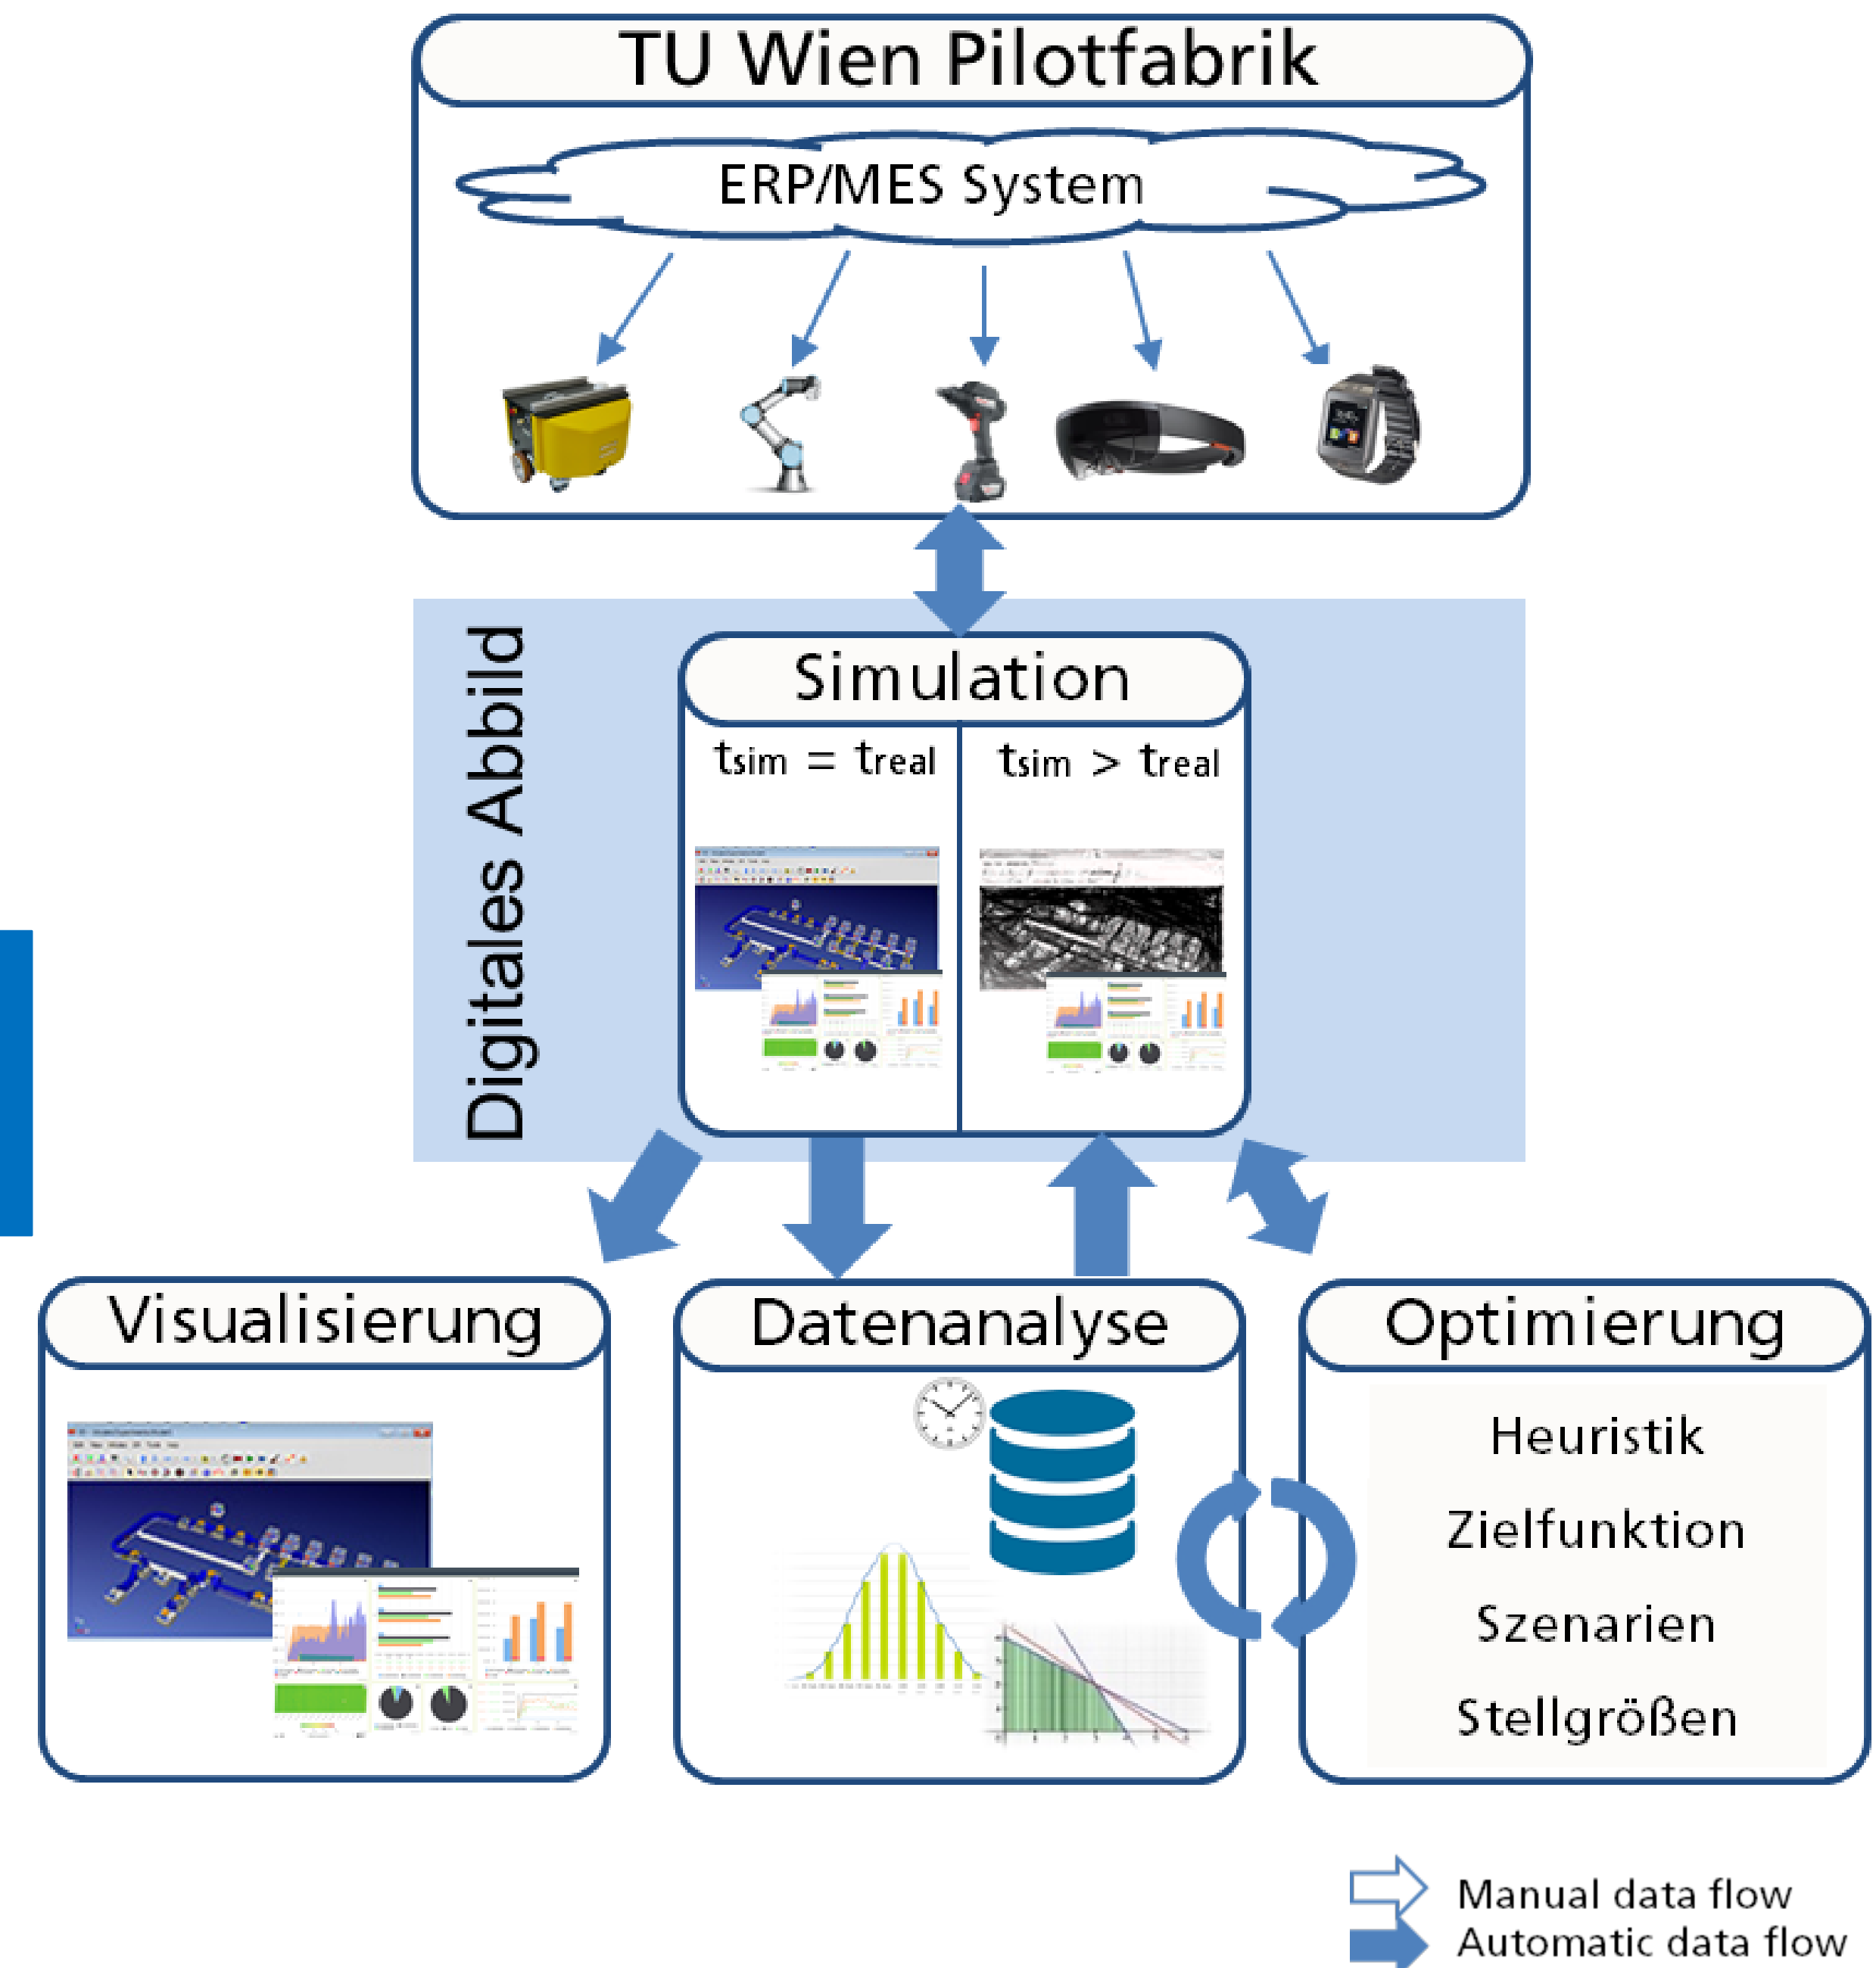 TU Wien Pilotfabrik
ERP/MES System
Digitales Abbild
Simulation
tsim = treal
tsim > treal
Visualisierung
Datenanalyse
Optimierung
Heuristik
Zielfunktion
Szenarien
Stellgrößen
Manual data flow
Automatic data flow